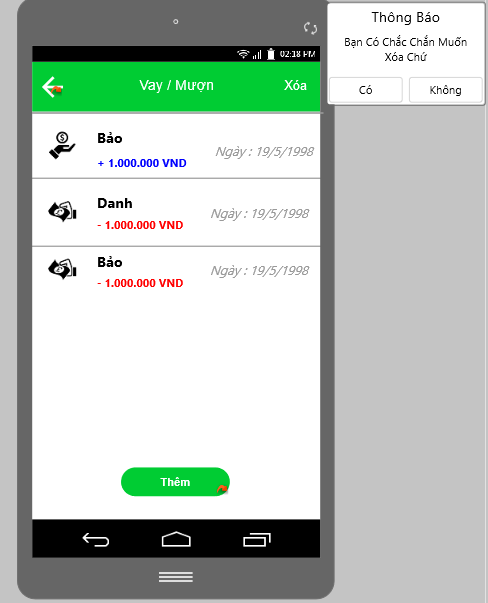 02:18 PM
Vay / Mượn
Xóa
Bảo
+ 1.000.000 VND
Ngày : 19/5/1998
Danh
- 1.000.000 VND
Ngày : 19/5/1998
Bảo
- 1.000.000 VND
Ngày : 19/5/1998
Thêm
Thông Báo
Bạn Có Chắc Chắn Muốn
Xóa Chứ
Có
Không